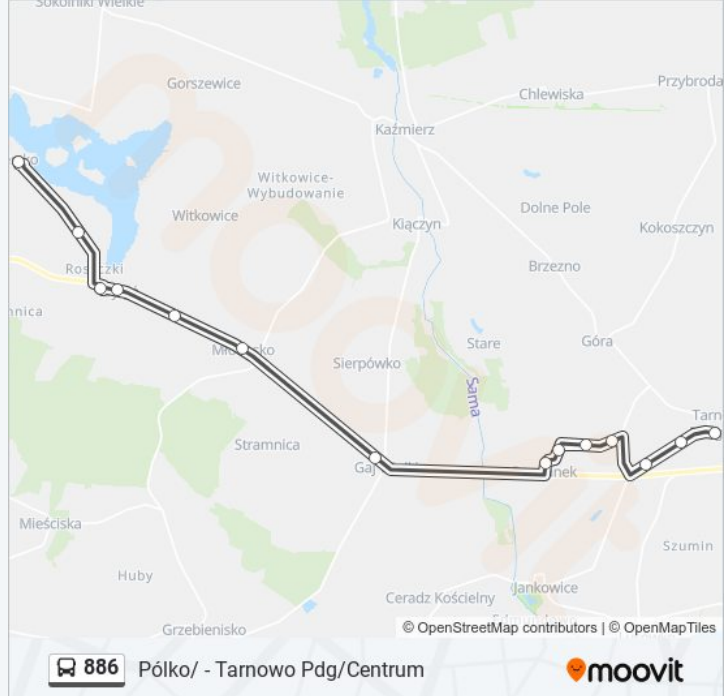 Sokolniki Wielkie
Gorszewice
Chlewiska
Przybroda
Kaźmierz
Witkowice-
Wybudowanie
Dolne Pole
Witkowice
Kiączyn
Kokoszczyn
Brzezno
Stare
Góra
Sierpówko
Sama
Tarno
Stramnica
Mieściska
Szumin
Huby
Jankowice
Ceradz Kościelny
Grzebienisko
© OpenStreetMap contributors | © OpenMapTiles
886 Pólko/ - Tarnowo Pdg/Centrum
moovit